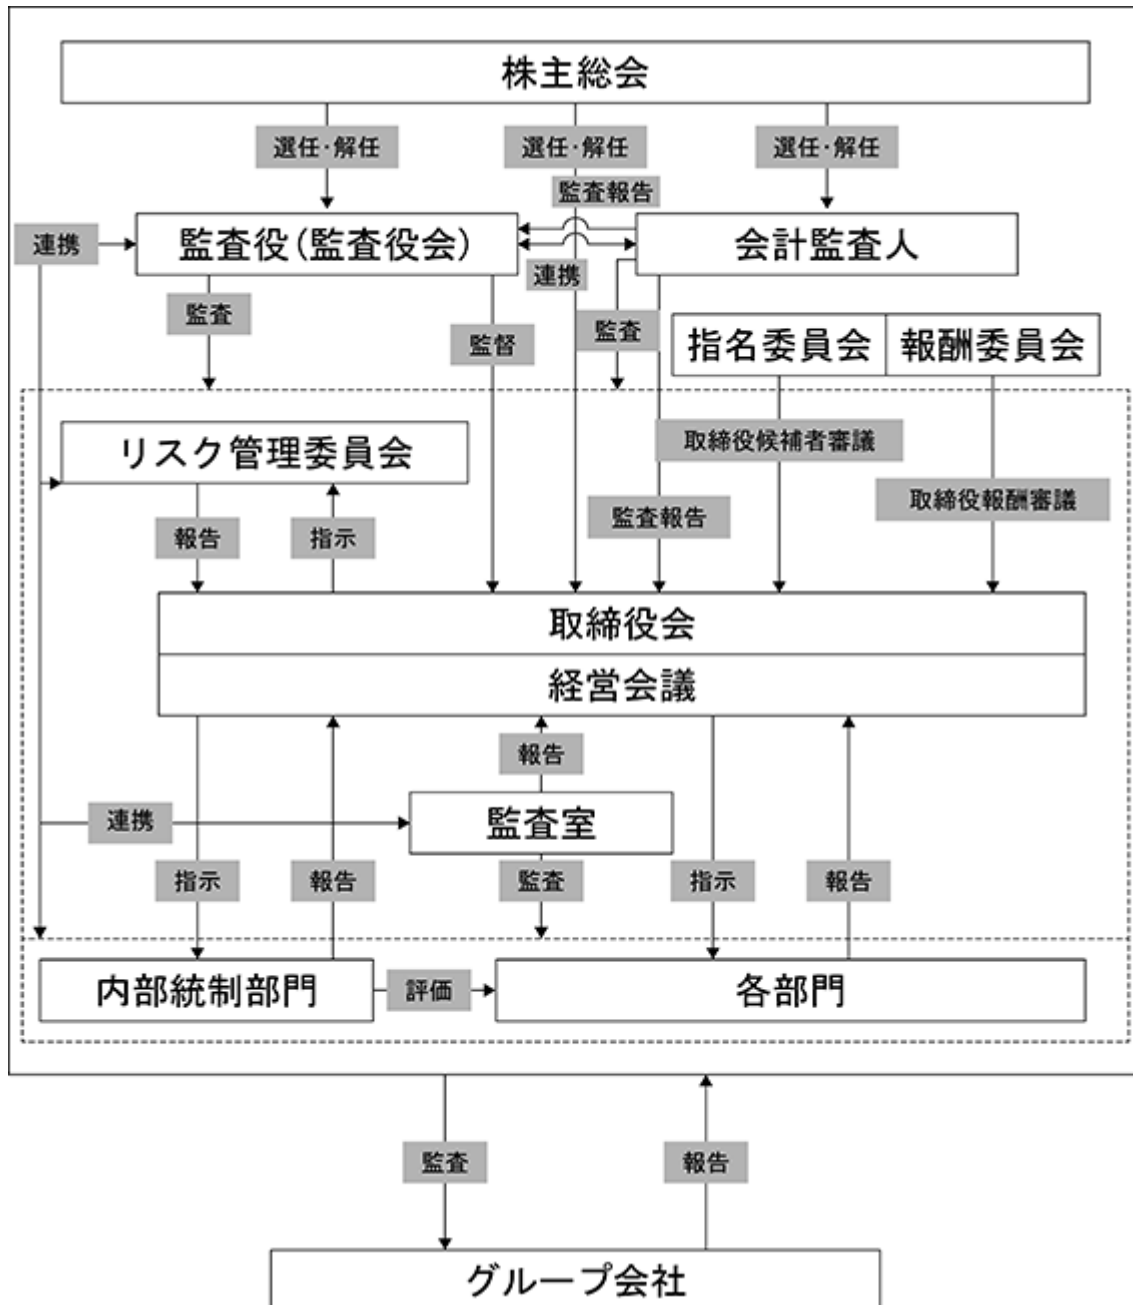 株主総会
選任・解任
選任・解任
選任・解任
監査報告
連携
監査役(監査役会)
会計監査人
連携
監査
監督
監査
指名委員会
報酬委員会
リスク管理委員会
取締役候補者審議
取締役報酬審議
監査報告
報告
指示
取締役会
経営会議
報告
監査室
連携
指示
報告
監査
指示
報告
内部統制部門
評価
各部門
監査
報告
グループ会社